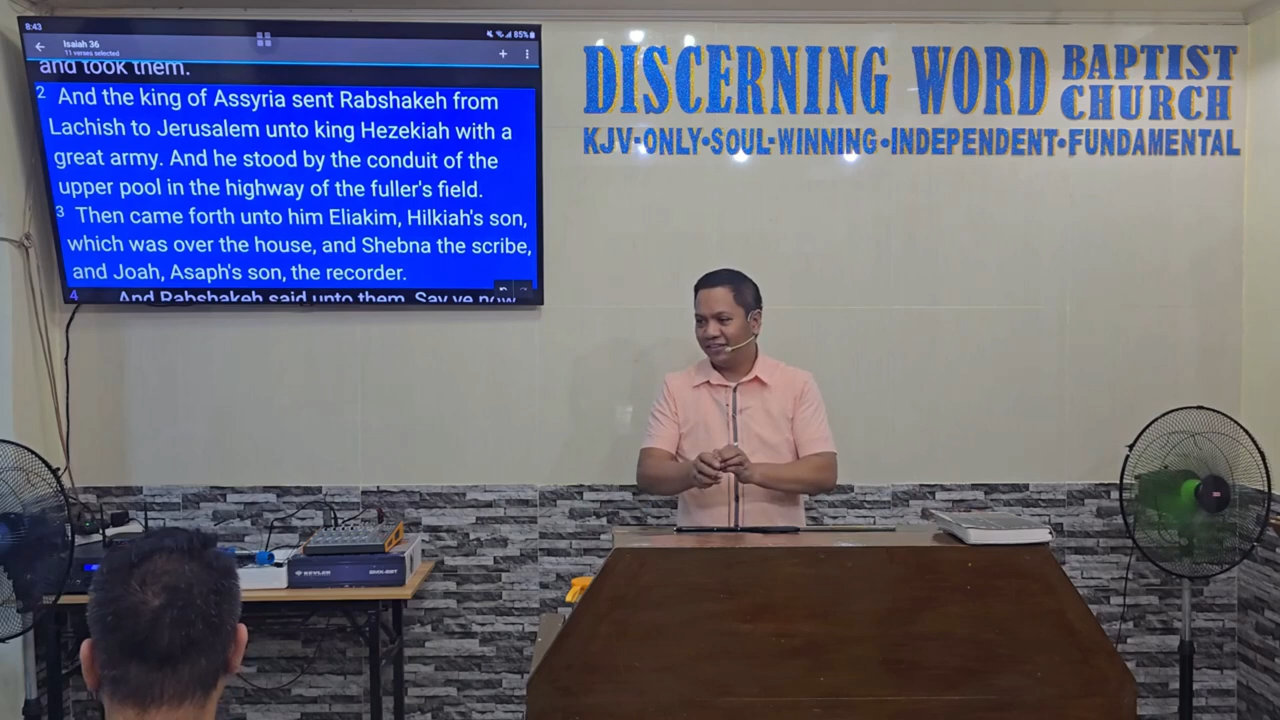 8:43
85%
Isaiah 36
11 verses selected
and took them.
2 And the king of Assyria sent Rabshakeh from
Lachish to Jerusalem unto king Hezekiah with a
great army. And he stood by the conduit of the
upper pool in the highway of the fuller's field.
3 Then came forth unto him Eliakim, Hilkiah's son,
which was over the house, and Shebna the scribe,
and Joah, Asaph's son, the recorder.
4 And Rabshakeh said unto them, Say ye now
DISCERNING WORD BAPTIST
CHURCH
KJV-ONLY•SOUL-WINNING•INDEPENDENT•FUNDAMENTAL
KEVLER